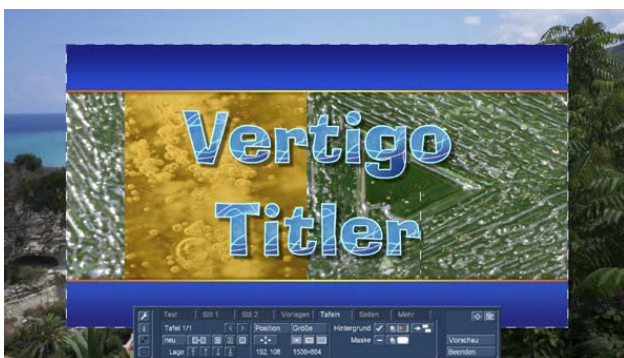 Vertigo
Titler
Text Stil 1 Stil 2 Vorlagen Tafeln Seiten Mehr
Tafel 1/1 Position Größe Hintergrund
neu Maske Vorschau
Lage 192, 108 1536×864 Beenden